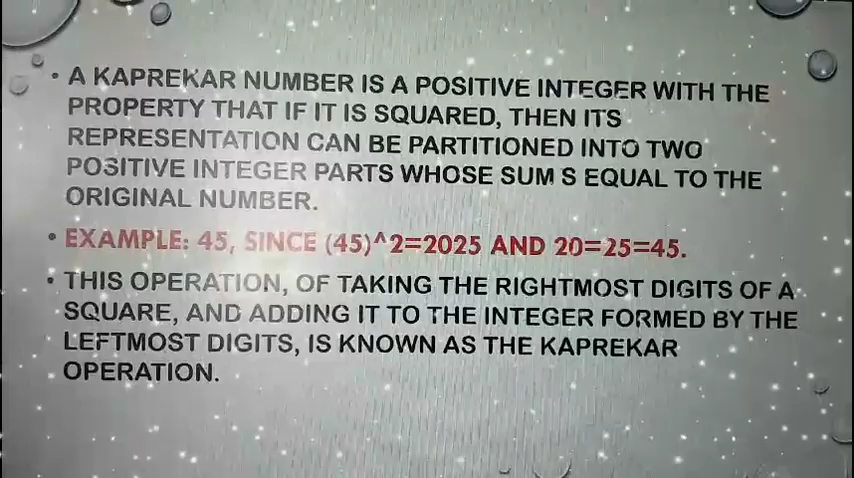 • A KAPREKAR NUMBER IS A POSITIVE INTEGER WITH THE
PROPERTY THAT IF IT IS SQUARED, THEN ITS
REPRESENTATION CAN BE PARTITIONED INTO TWO
POSITIVE INTEGER PARTS WHOSE SUM S EQUAL TO THE
ORIGINAL NUMBER.
• EXAMPLE: 45, SINCE (45)^2=2025 AND 20=25=45.
• THIS OPERATION, OF TAKING THE RIGHTMOST DIGITS OF A
SQUARE, AND ADDING IT TO THE INTEGER FORMED BY THE
LEFTMOST DIGITS, IS KNOWN AS THE KAPREKAR
OPERATION.